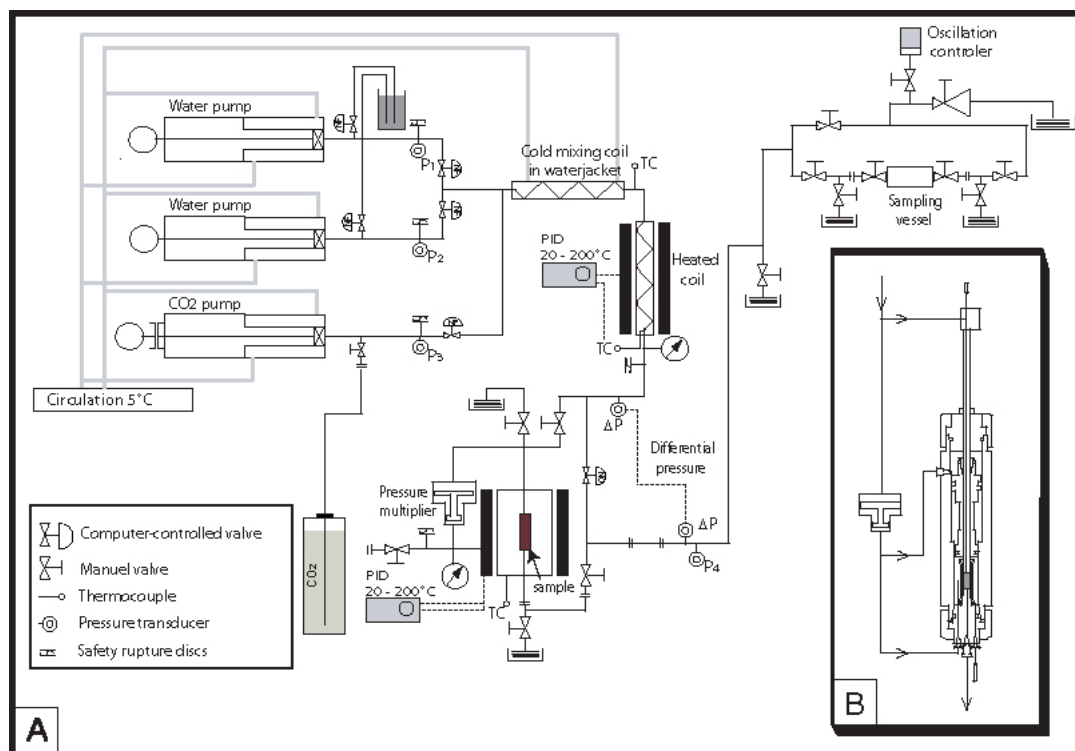 Oscillation
controler
Water pump
P1
Cold mixing coil
in waterjacket
TC
Sampling
vessel
Water pump
P2
PID
20 - 200°C
Heated
coil
CO2 pump
P3
TC
Circulation 5°C
ΔP
Differential
pressure
Pressure
multiplier
ΔP
P4
sample
PID
20 - 200°C
TC
CO2
Computer-controlled valve
Manuel valve
Thermocouple
Pressure transducer
Safety rupture discs
A
B